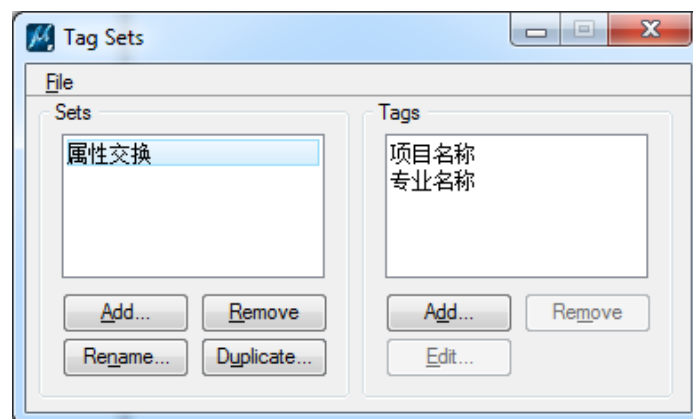 Tag Sets
File
Sets
属性交换
Add...
Remove
Rename...
Duplicate...
Tags
项目名称
专业名称
Add...
Remove
Edit...